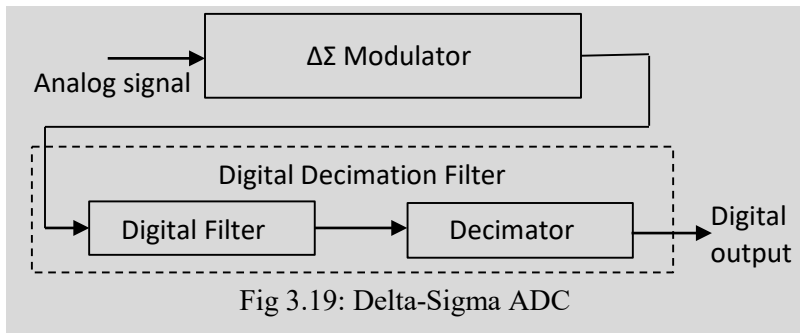 ΔΣ Modulator
Analog signal
Digital Decimation Filter
Digital Filter
Decimator
Digital
output
Fig 3.19: Delta-Sigma ADC